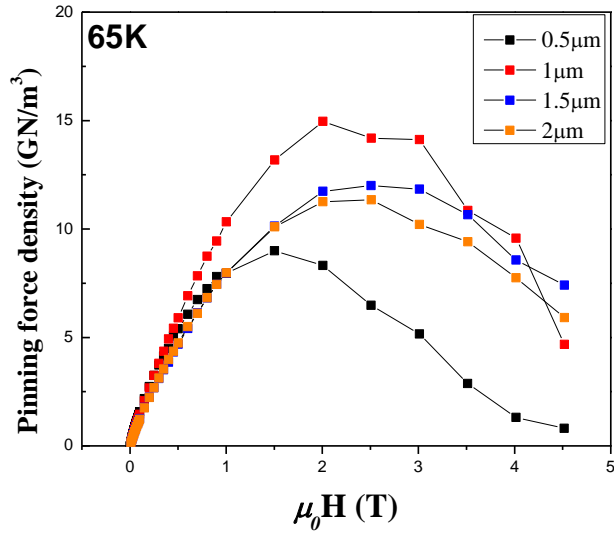 65K
0.5μm
1μm
1.5μm
2μm
Pinning force density (GN/m³)
20
15
10
5
0
0 1 2 3 4 5
μ₀H (T)